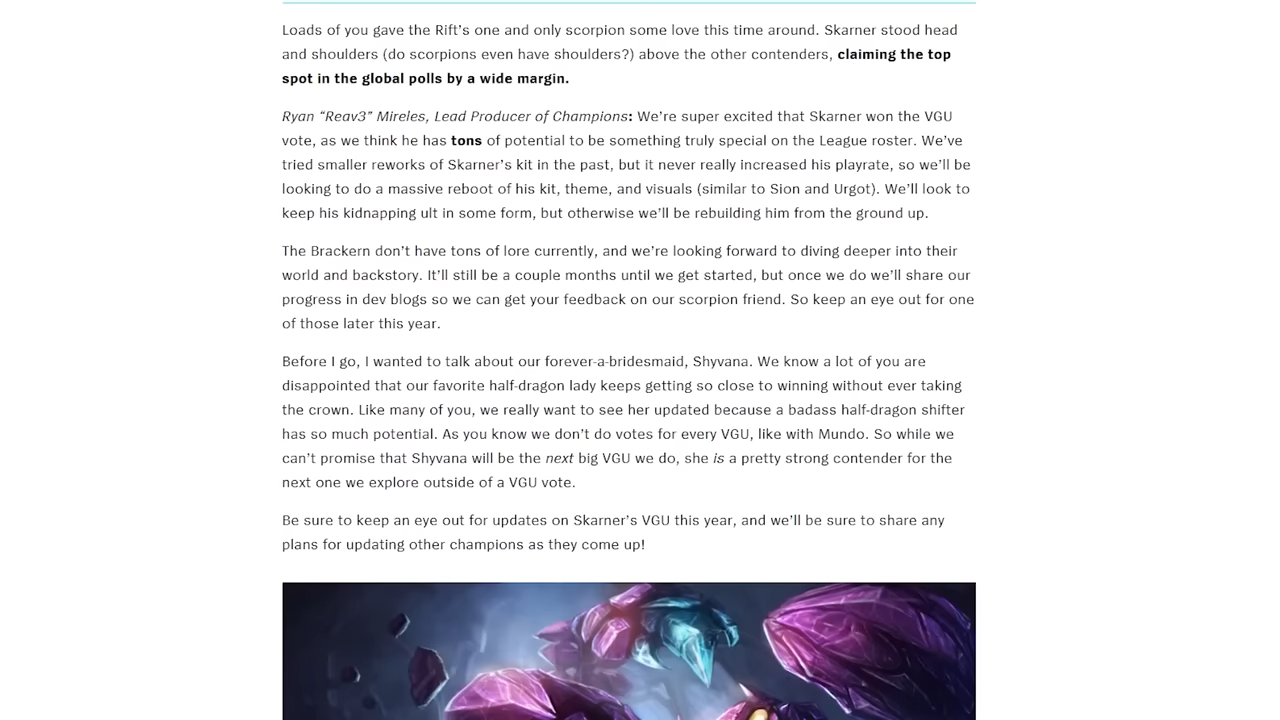 Loads of you gave the Rift’s one and only scorpion some love this time around. Skarner stood head
and shoulders (do scorpions even have shoulders?) above the other contenders, claiming the top
spot in the global polls by a wide margin.
Ryan “Reav3” Mireles, Lead Producer of Champions: We’re super excited that Skarner won the VGU
vote, as we think he has tons of potential to be something truly special on the League roster. We’ve
tried smaller reworks of Skarner’s kit in the past, but it never really increased his playrate, so we’ll be
looking to do a massive reboot of his kit, theme, and visuals (similar to Sion and Urgot). We’ll look to
keep his kidnapping ult in some form, but otherwise we’ll be rebuilding him from the ground up.
The Brackern don’t have tons of lore currently, and we’re looking forward to diving deeper into their
world and backstory. It’ll still be a couple months until we get started, but once we do we’ll share our
progress in dev blogs so we can get your feedback on our scorpion friend. So keep an eye out for one
of those later this year.
Before I go, I wanted to talk about our forever-a-bridesmaid, Shyvana. We know a lot of you are
disappointed that our favorite half-dragon lady keeps getting so close to winning without ever taking
the crown. Like many of you, we really want to see her updated because a badass half-dragon shifter
has so much potential. As you know we don’t do votes for every VGU, like with Mundo. So while we
can’t promise that Shyvana will be the next big VGU we do, she is a pretty strong contender for the
next one we explore outside of a VGU vote.
Be sure to keep an eye out for updates on Skarner’s VGU this year, and we’ll be sure to share any
plans for updating other champions as they come up!